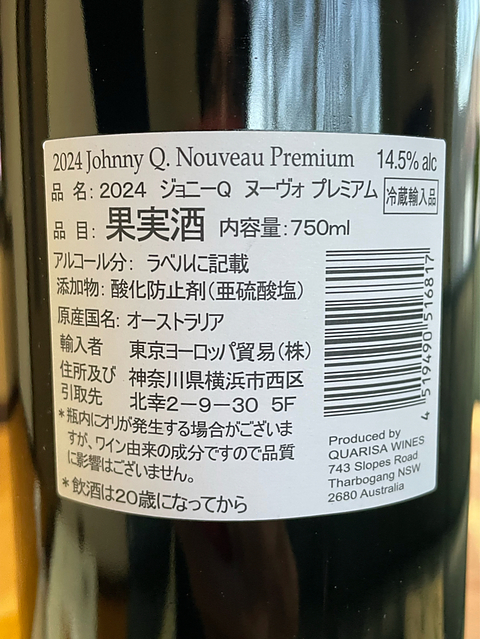 2024 Johnny Q. Nouveau Premium 14.5% alc
品 名: 2024 ジョニーQ ヌーヴォ プレミアム 冷蔵輸入品
品 目: 果実酒 内容量:750ml
アルコール分: ラベルに記載
添加物: 酸化防止剤(亜硫酸塩)
原産国名: オーストラリア
輸入者 東京ヨーロッパ貿易(株)
住所及び 神奈川県横浜市西区
引取先 北幸2-9-30 5F
*瓶内にオリが発生する場合がございま
すが、ワイン由来の成分ですので品質
に影響はございません。
*飲酒は20歳になってから
4 519490 516817
Produced by
QUARISA WINES
743 Slopes Road
Tharbogang NSW
2680 Australia